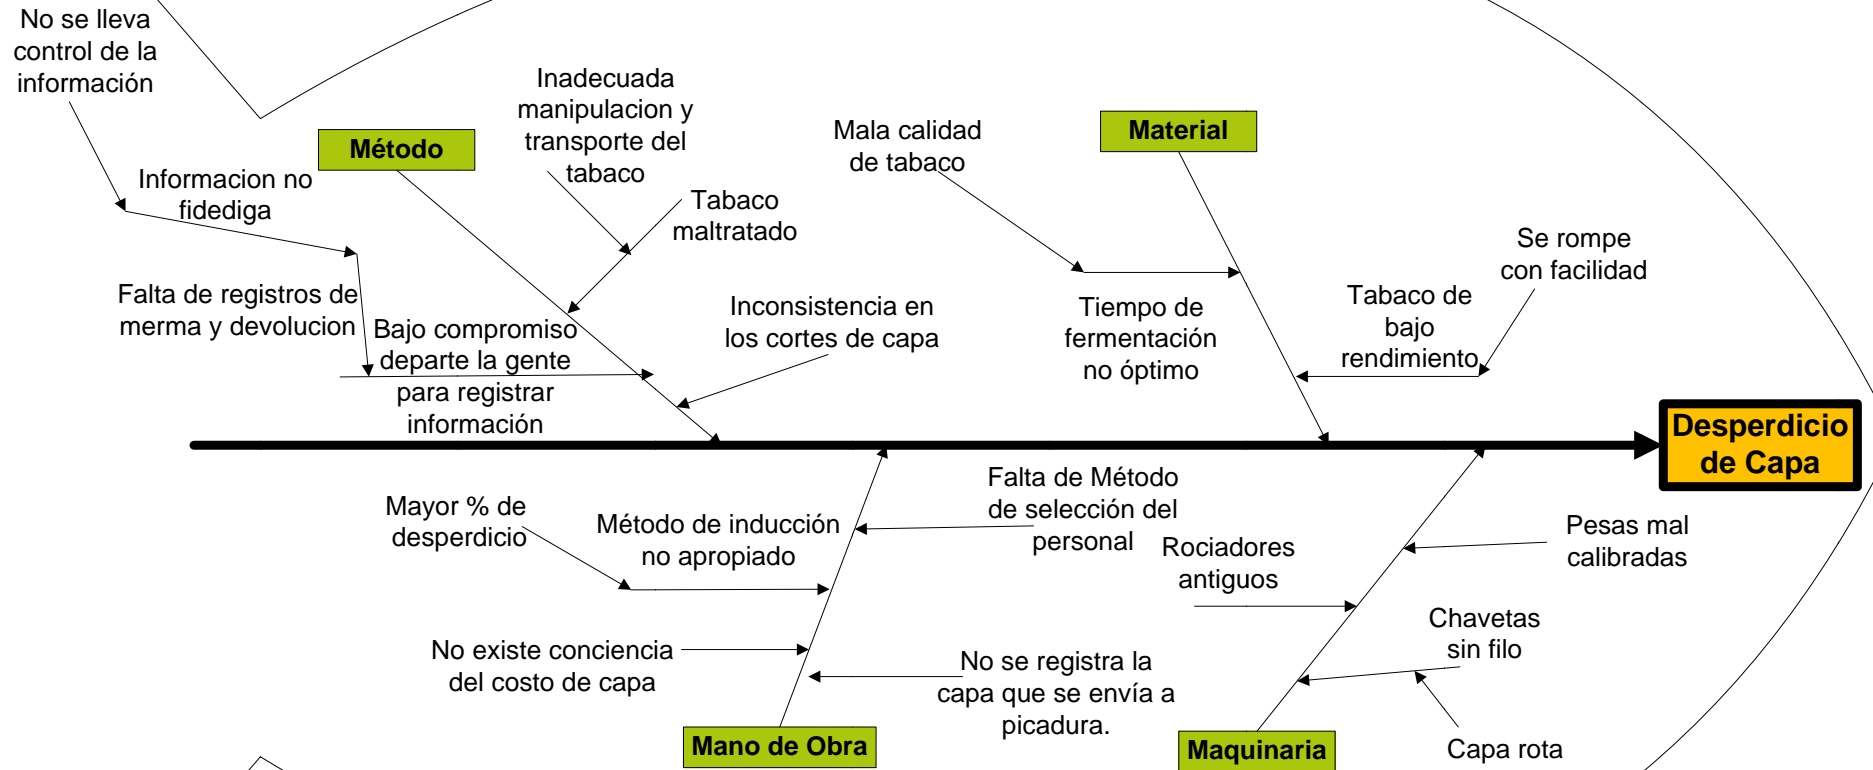 No se lleva
control de la
información
Método
Inadecuada
manipulacion y
transporte del
tabaco
Mala calidad
de tabaco
Material
Informacion no
fidediga
Tabaco
maltratado
Se rompe
con facilidad
Falta de registros de
merma y devolucion
Bajo compromiso
departe la gente
para registrar
información
Inconsistencia en
los cortes de capa
Tiempo de
fermentación
no óptimo
Tabaco de
bajo
rendimiento
Desperdicio
de Capa
Mayor % de
desperdicio
Método de inducción
no apropiado
Falta de Método
de selección del
personal
Rociadores
antiguos
Pesas mal
calibradas
No existe conciencia
del costo de capa
No se registra la
capa que se envía a
picadura.
Chavetas
sin filo
Mano de Obra
Maquinaria
Capa rota